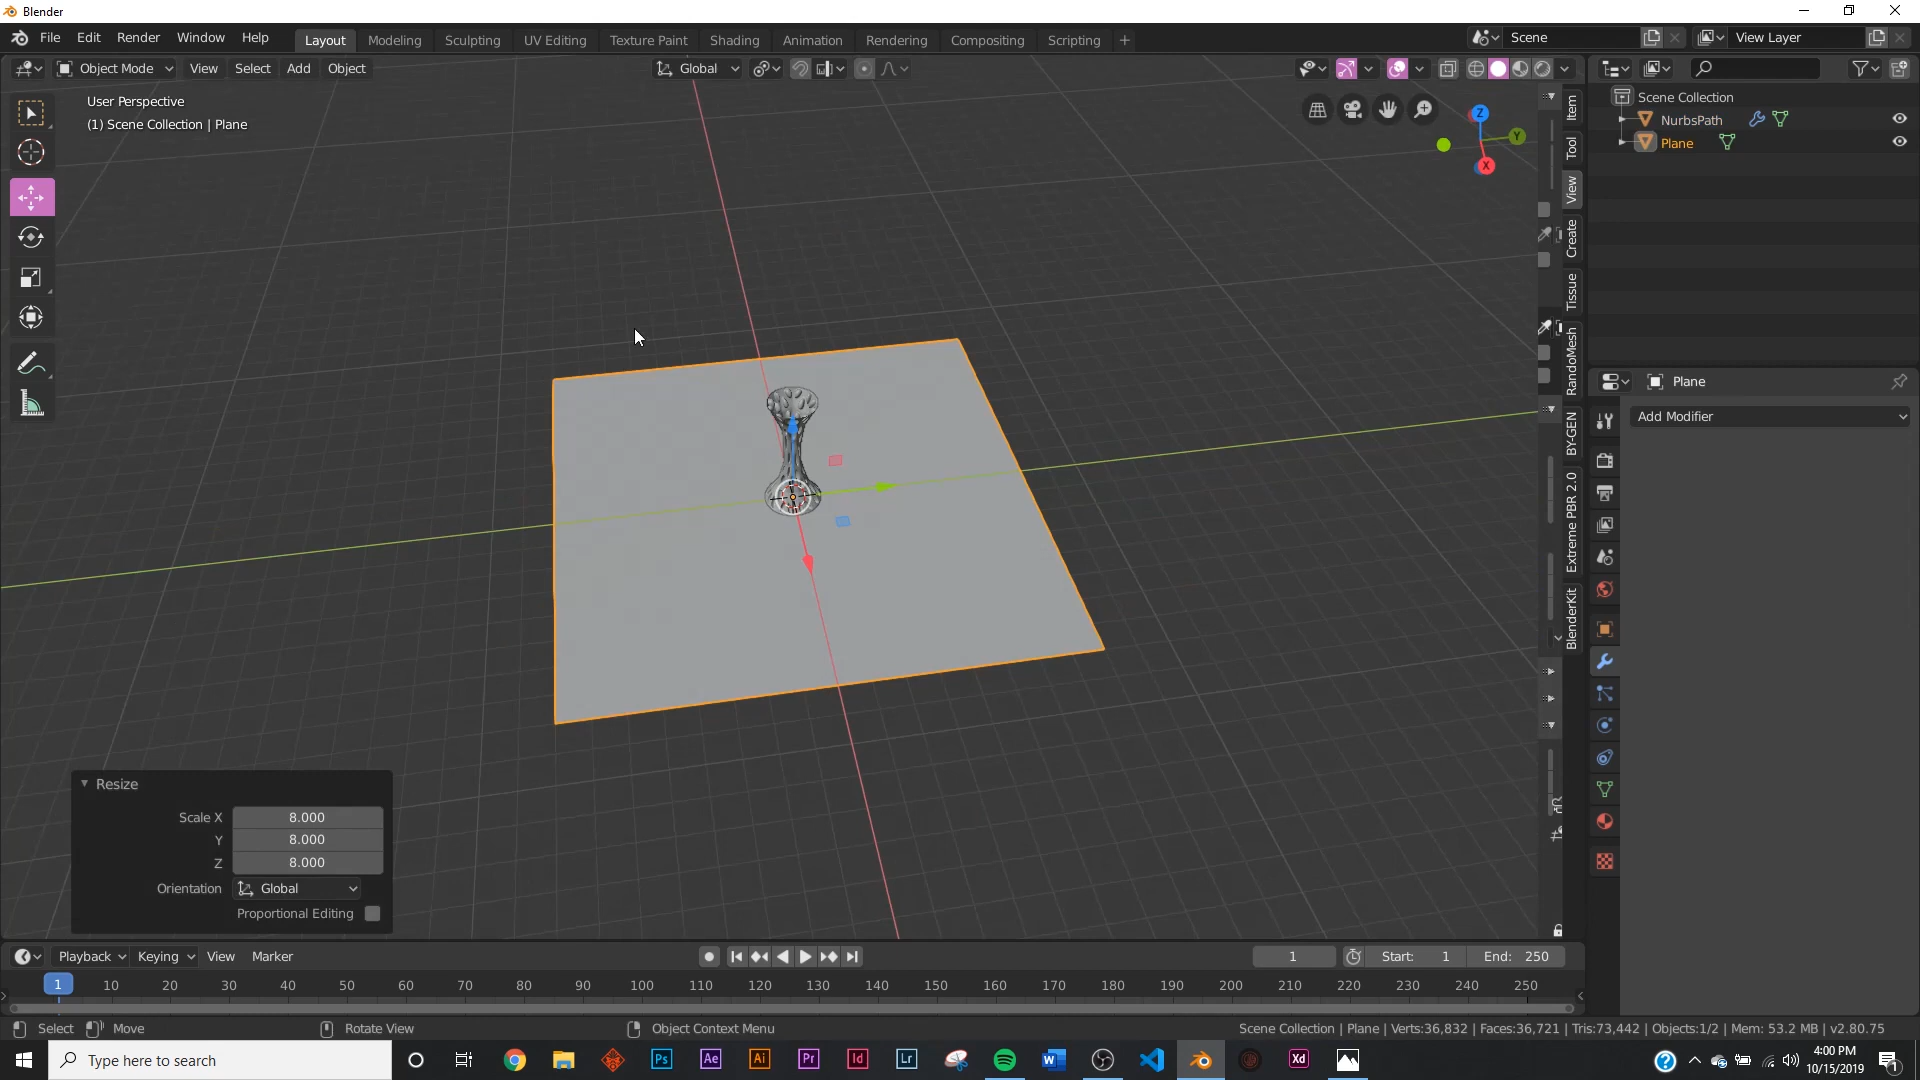 Blender
File Edit Render Window Help Layout Modeling Sculpting UV Editing Texture Paint Shading Animation Rendering Compositing Scripting + Scene View Layer
Object Mode View Select Add Object Global
User Perspective
(1) Scene Collection | Plane
Z
Y
X
Item
Tool
View
Create
Tissue
RandoMesh
BY-GEN
Extreme PBR 2.0
BlenderKit
Scene Collection
NurbsPath
Plane
Plane
Add Modifier
Resize
Scale X 8.000
Y 8.000
Z 8.000
Orientation Global
Proportional Editing
Playback Keying View Marker 1 Start: 1 End: 250
1 10 20 30 40 50 60 70 80 90 100 110 120 130 140 150 160 170 180 190 200 210 220 230 240 250
Select Move Rotate View Object Context Menu Scene Collection | Plane | Verts:36,832 | Faces:36,721 | Tris:73,442 | Objects:1/2 | Mem: 53.2 MB | v2.80.75
Type here to search Ps Ae Ai Pr Id Lr W Xd ? 4:00 PM
10/15/2019 1